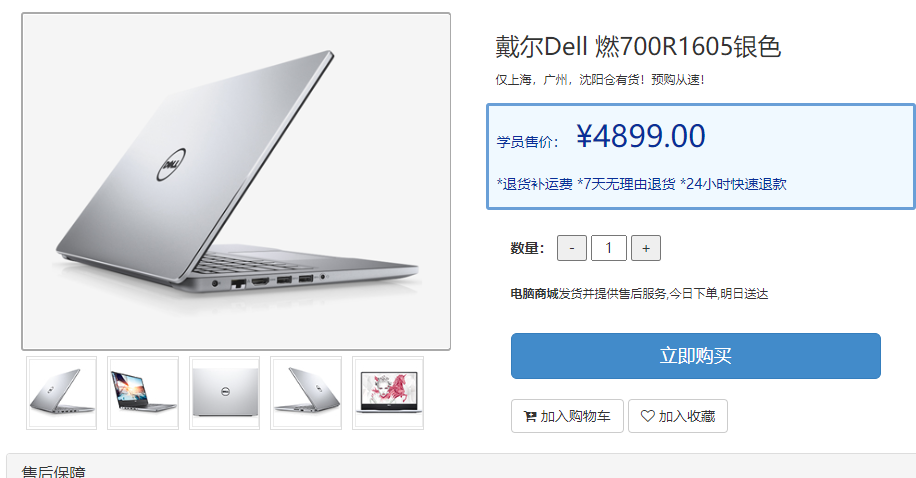 戴尔Dell 燃700R1605银色
仅上海，广州，沈阳仓有货！预购从速！
学员售价： ¥4899.00
*退货补运费 *7天无理由退货 *24小时快速退款
DELL
数量： - 1 +
电脑商城发货并提供售后服务,今日下单,明日送达
立即购买
加入购物车 加入收藏
售后保障